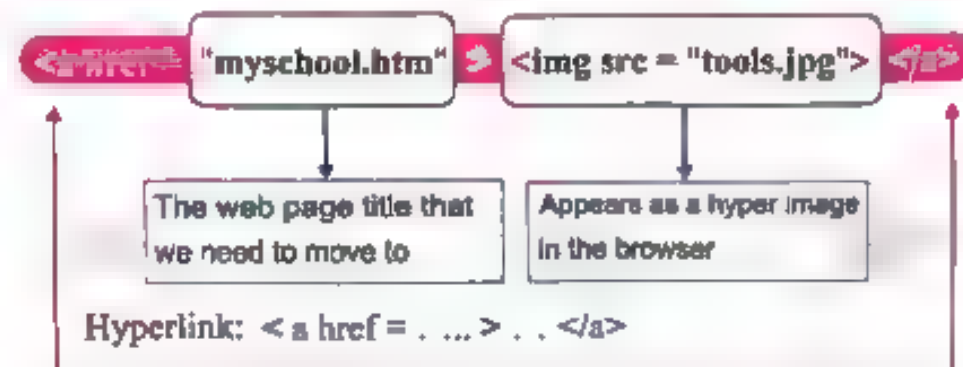 <a href= "myschool.htm" > <img src = "tools.jpg"> </a>
The web page title that
we need to move to
Appears as a hyper image
in the browser
Hyperlink: < a href = . ... > . . </a>